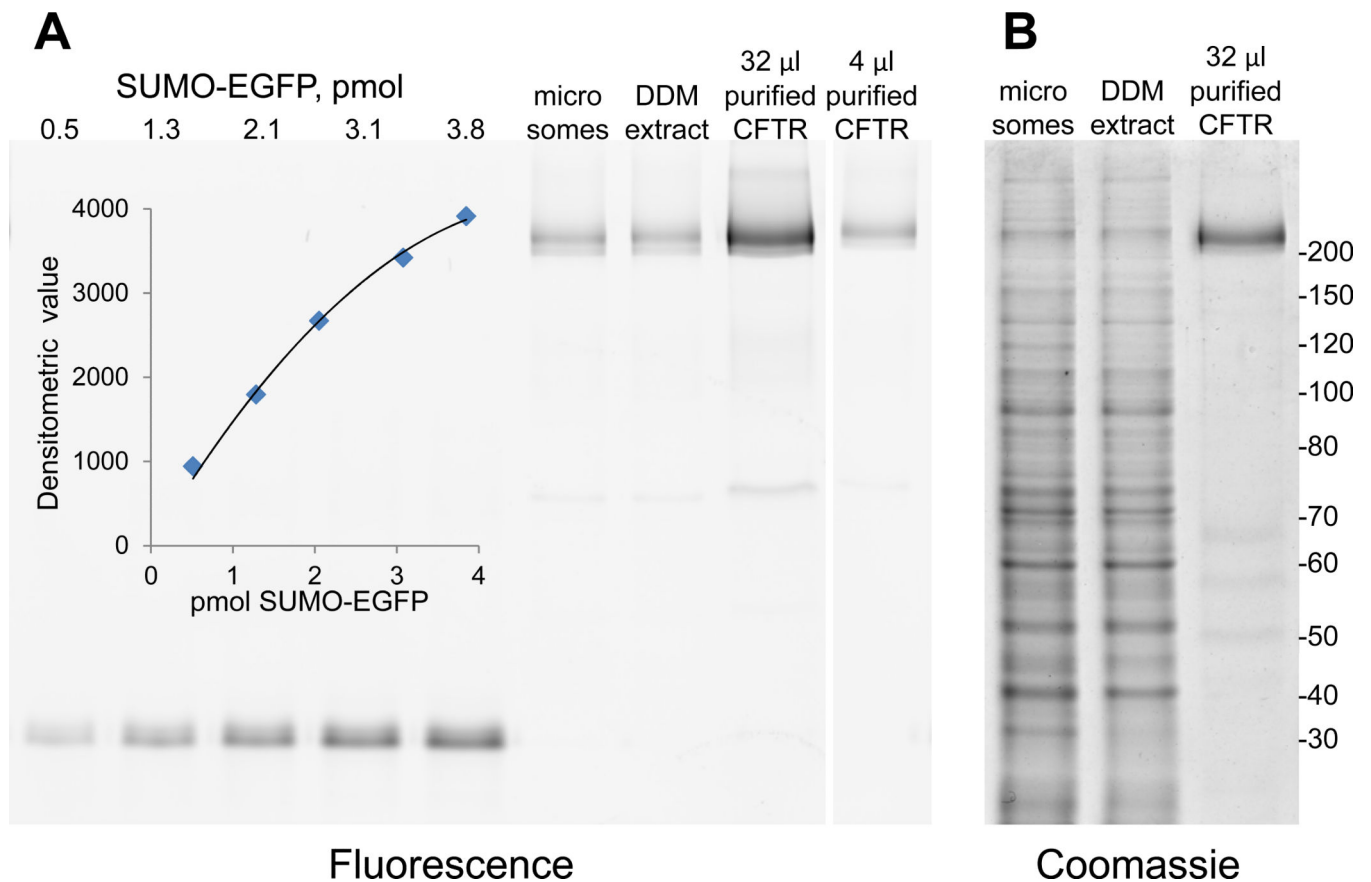 A
SUMO-EGFP, pmol
0.5 1.3 2.1 3.1 3.8
micro
somes
DDM
extract
32 µl
purified
CFTR
4 µl
purified
CFTR
4000
3000
2000
1000
0
Densitometric value
0 1 2 3 4
pmol SUMO-EGFP
Fluorescence
B
micro
somes
DDM
extract
32 µl
purified
CFTR
-200
-150
-120
-100
-80
-70
-60
-50
-40
-30
Coomassie